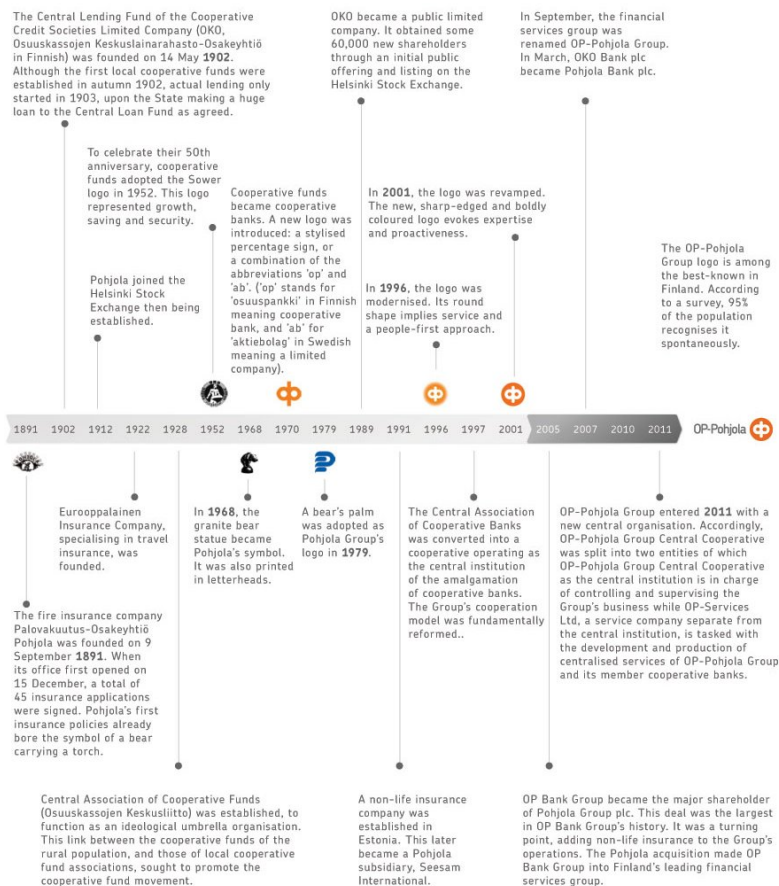 The Central Lending Fund of the Cooperative
Credit Societies Limited Company (OKO,
Osuuskassojen Keskuslainarahasto-Osakeyhtiö
in Finnish) was founded on 14 May 1902.
Although the first local cooperative funds were
established in autumn 1902, actual lending only
started in 1903, upon the State making a huge
loan to the Central Loan Fund as agreed.
OKO became a public limited
company. It obtained some
60,000 new shareholders
through an initial public
offering and listing on the
Helsinki Stock Exchange.
In September, the financial
services group was
renamed OP-Pohjola Group.
In March, OKO Bank plc
became Pohjola Bank plc.
To celebrate their 50th
anniversary, cooperative
funds adopted the Sower
logo in 1952. This logo
represented growth,
saving and security.
Cooperative funds
became cooperative
banks. A new logo was
introduced: a stylised
percentage sign, or
a combination of the
abbreviations 'op' and
'ab'. ('op' stands for
'osuuspankki' in Finnish
meaning cooperative
bank, and 'ab' for
'aktiebolag' in Swedish
meaning a limited
company).
In 2001, the logo was revamped.
The new, sharp-edged and boldly
coloured logo evokes expertise
and proactiveness.
The OP-Pohjola
Group logo is among
the best-known in
Finland. According
to a survey, 95%
of the population
recognises it
spontaneously.
Pohjola joined the
Helsinki Stock
Exchange then being
established.
In 1996, the logo was
modernised. Its round
shape implies service and
a people-first approach.
1891 1902 1912 1922 1928 1952 1968 1970 1979 1989 1991 1996 1997 2001 2005 2007 2010 2011 OP-Pohjola
Eurooppalainen
Insurance Company,
specialising in travel
insurance, was
founded.
In 1968, the
granite bear
statue became
Pohjola's symbol.
It was also printed
in letterheads.
A bear's palm
was adopted as
Pohjola Group's
logo in 1979.
The Central Association
of Cooperative Banks
was converted into a
cooperative operating as
the central institution
of the amalgamation
of cooperative banks.
The Group's cooperation
model was fundamentally
reformed..
OP-Pohjola Group entered 2011 with a
new central organisation. Accordingly,
OP-Pohjola Group Central Cooperative
was split into two entities of which
OP-Pohjola Group Central Cooperative
as the central institution is in charge
of controlling and supervising the
Group's business while OP-Services
Ltd, a service company separate from
the central institution, is tasked with
the development and production of
centralised services of OP-Pohjola Group
and its member cooperative banks.
The fire insurance company
Palovakuutus-Osakeyhtiö
Pohjola was founded on 9
September 1891. When
its office first opened on
15 December, a total of
45 insurance applications
were signed. Pohjola's first
insurance policies already
bore the symbol of a bear
carrying a torch.
Central Association of Cooperative Funds
(Osuuskassojen Keskusliitto) was established, to
function as an ideological umbrella organisation.
This link between the cooperative funds of the
rural population, and those of local cooperative
fund associations, sought to promote the
cooperative fund movement.
A non-life insurance
company was
established in
Estonia. This later
became a Pohjola
subsidiary, Seesam
International.
OP Bank Group became the major shareholder
of Pohjola Group plc. This deal was the largest
in OP Bank Group's history. It was a turning
point, adding non-life insurance to the Group's
operations. The Pohjola acquisition made OP
Bank Group into Finland's leading financial
services group.